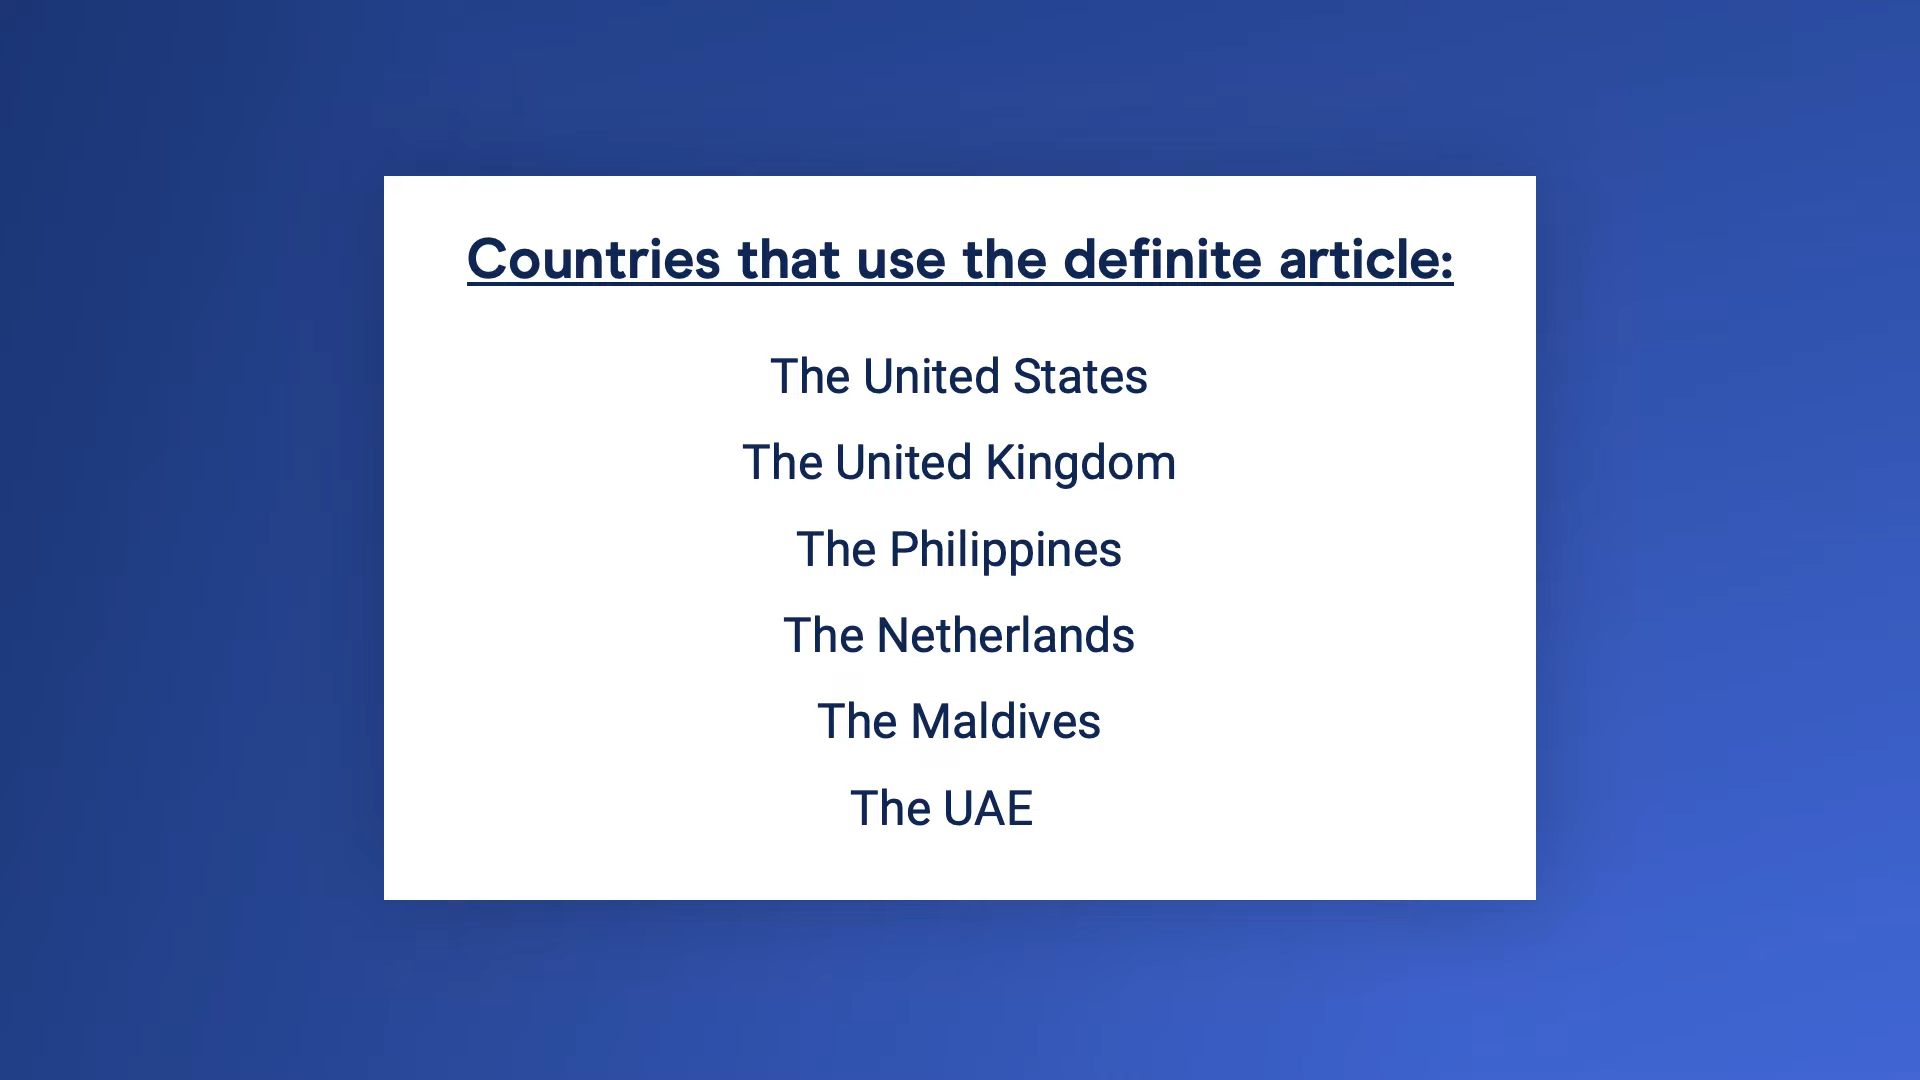 Countries that use the definite article:
The United States
The United Kingdom
The Philippines
The Netherlands
The Maldives
The UAE